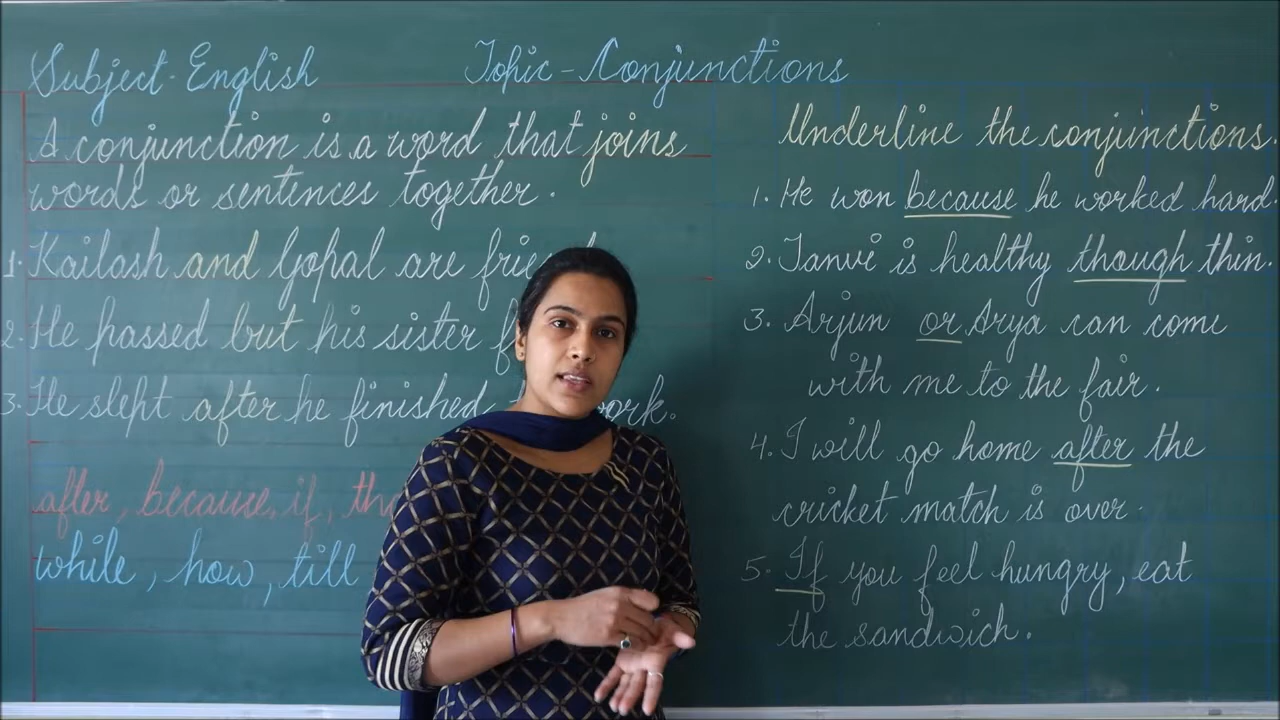 Subject-English
Topic-Conjunctions
A conjunction is a word that joins
words or sentences together.
1. Kailash and Gopal are
2. He passed but his sister
3. He slept after he finished
after, because, if,
while, how, till
Underline the conjunctions.
1. He won because he worked hard.
2. Tanvi is healthy though thin.
3. Arjun or Arya can come
with me to the fair.
4. I will go home after the
cricket match is over.
5. If you feel hungry, eat
the sandwich.